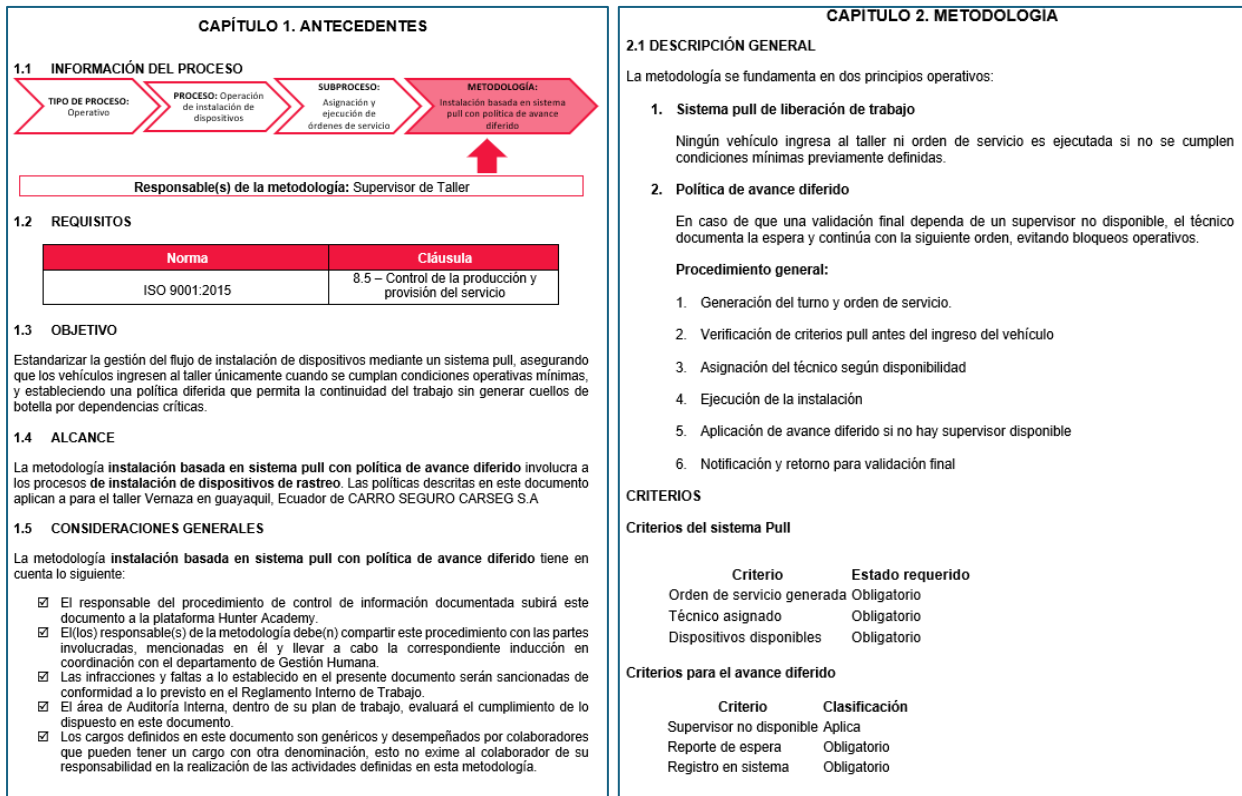 CAPÍTULO 1. ANTECEDENTES
1.1 INFORMACIÓN DEL PROCESO
TIPO DE PROCESO:
Operativo
PROCESO: Operación
de instalación de
dispositivos
SUBPROCESO:
Asignación y
ejecución de
órdenes de servicio
METODOLOGÍA:
Instalación basada en sistema
pull con política de avance
diferido
Responsable(s) de la metodología: Supervisor de Taller
1.2 REQUISITOS
Norma Cláusula
ISO 9001:2015 8.5 – Control de la producción y
provisión del servicio
1.3 OBJETIVO
Estandarizar la gestión del flujo de instalación de dispositivos mediante un sistema pull, asegurando
que los vehículos ingresen al taller únicamente cuando se cumplan condiciones operativas mínimas,
y estableciendo una política diferida que permita la continuidad del trabajo sin generar cuellos de
botella por dependencias críticas.
1.4 ALCANCE
La metodología instalación basada en sistema pull con política de avance diferido involucra a
los procesos de instalación de dispositivos de rastreo. Las políticas descritas en este documento
aplican a para el taller Vernaza en guayaquil, Ecuador de CARRO SEGURO CARSEG S.A
1.5 CONSIDERACIONES GENERALES
La metodología instalación basada en sistema pull con política de avance diferido tiene en
cuenta lo siguiente:
☑ El responsable del procedimiento de control de información documentada subirá este
documento a la plataforma Hunter Academy.
☑ El(los) responsable(s) de la metodología debe(n) compartir este procedimiento con las partes
involucradas, mencionadas en él y llevar a cabo la correspondiente inducción en
coordinación con el departamento de Gestión Humana.
☑ Las infracciones y faltas a lo establecido en el presente documento serán sancionadas de
conformidad a lo previsto en el Reglamento Interno de Trabajo.
☑ El área de Auditoría Interna, dentro de su plan de trabajo, evaluará el cumplimiento de lo
dispuesto en este documento.
☑ Los cargos definidos en este documento son genéricos y desempeñados por colaboradores
que pueden tener un cargo con otra denominación, esto no exime al colaborador de su
responsabilidad en la realización de las actividades definidas en esta metodología.
CAPITULO 2. METODOLOGIA
2.1 DESCRIPCIÓN GENERAL
La metodología se fundamenta en dos principios operativos:
1. Sistema pull de liberación de trabajo
Ningún vehículo ingresa al taller ni orden de servicio es ejecutada si no se cumplen
condiciones mínimas previamente definidas.
2. Política de avance diferido
En caso de que una validación final dependa de un supervisor no disponible, el técnico
documenta la espera y continúa con la siguiente orden, evitando bloqueos operativos.
Procedimiento general:
1. Generación del turno y orden de servicio.
2. Verificación de criterios pull antes del ingreso del vehículo
3. Asignación del técnico según disponibilidad
4. Ejecución de la instalación
5. Aplicación de avance diferido si no hay supervisor disponible
6. Notificación y retorno para validación final
CRITERIOS
Criterios del sistema Pull
Criterio Estado requerido
Orden de servicio generada Obligatorio
Técnico asignado Obligatorio
Dispositivos disponibles Obligatorio
Criterios para el avance diferido
Criterio Clasificación
Supervisor no disponible Aplica
Reporte de espera Obligatorio
Registro en sistema Obligatorio